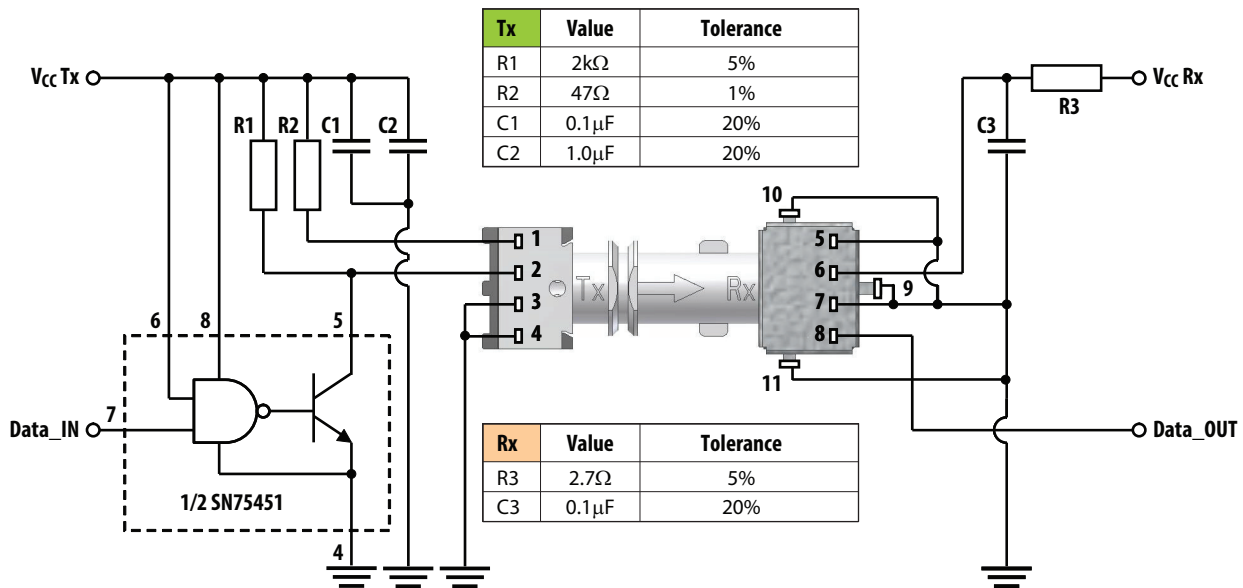 Tx Value Tolerance
R1 2kΩ 5%
R2 47Ω 1%
C1 0.1μF 20%
C2 1.0μF 20%
VCC Tx
R1 R2 C1 C2
VCC Rx
R3
C3
10
1
2
3
4
Tx
Rx
5
6
7
8
9
11
6 8 5
7
Data_IN
1/2 SN75451
4
Data_OUT
Rx Value Tolerance
R3 2.7Ω 5%
C3 0.1μF 20%